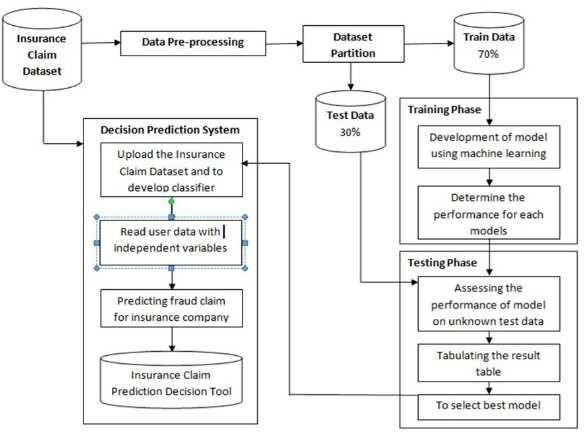 Insurance
Claim
Dataset
Data Pre-processing
Dataset
Partition
Train Data
70%
Test Data
30%
Training Phase
Development of model
using machine learning
Determine the
performance for each
models
Testing Phase
Assessing the
performance of model
on unknown test data
Tabulating the result
table
To select best model
Decision Prediction System
Upload the Insurance
Claim Dataset and to
develop classifier
Read user data with
independent variables
Predicting fraud claim
for insurance company
Insurance Claim
Prediction Decision Tool